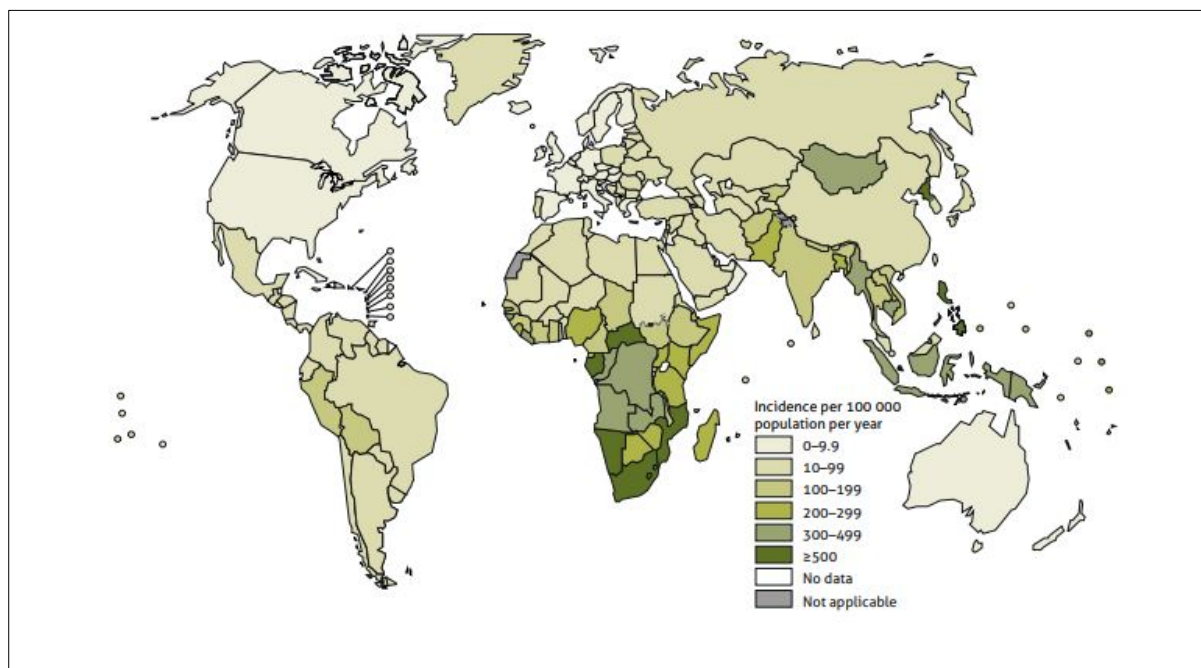 Incidence per 100 000
population per year
0–9.9
10–99
100–199
200–299
300–499
≥500
No data
Not applicable